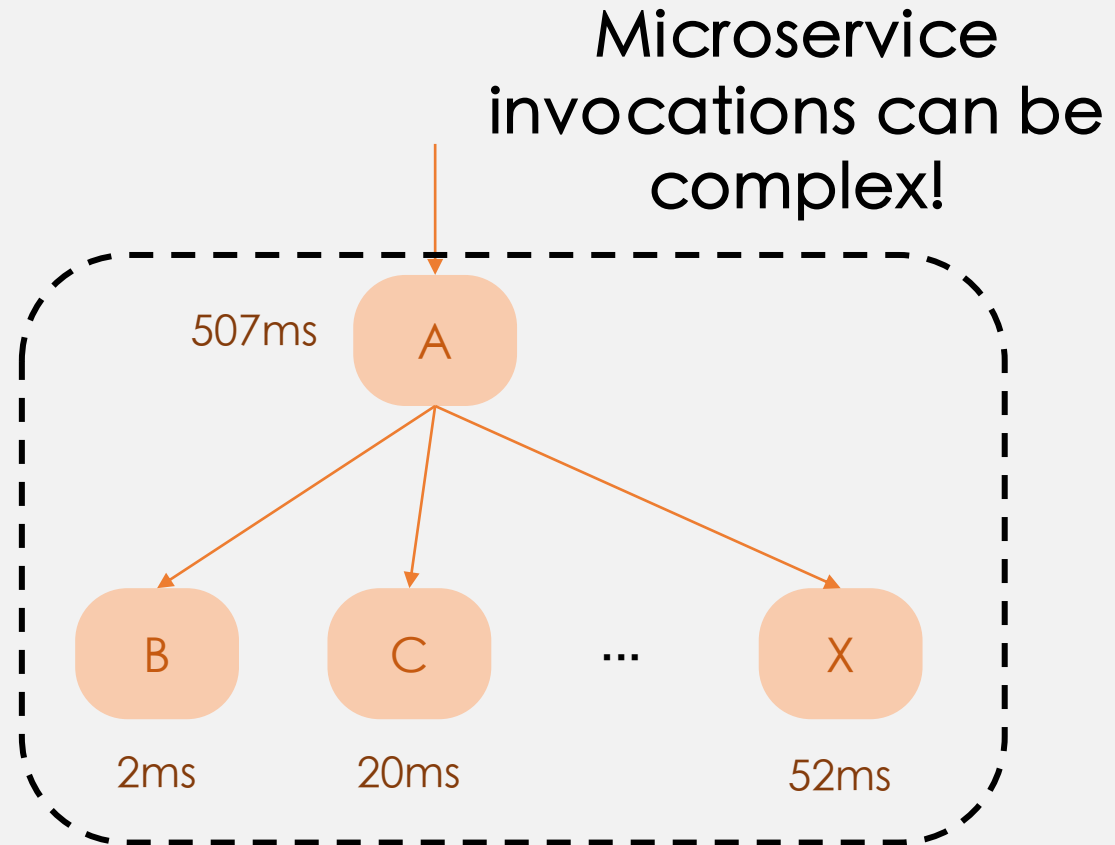 Microservice
invocations can be
complex!
507ms
A
B
C
...
X
2ms
20ms
52ms